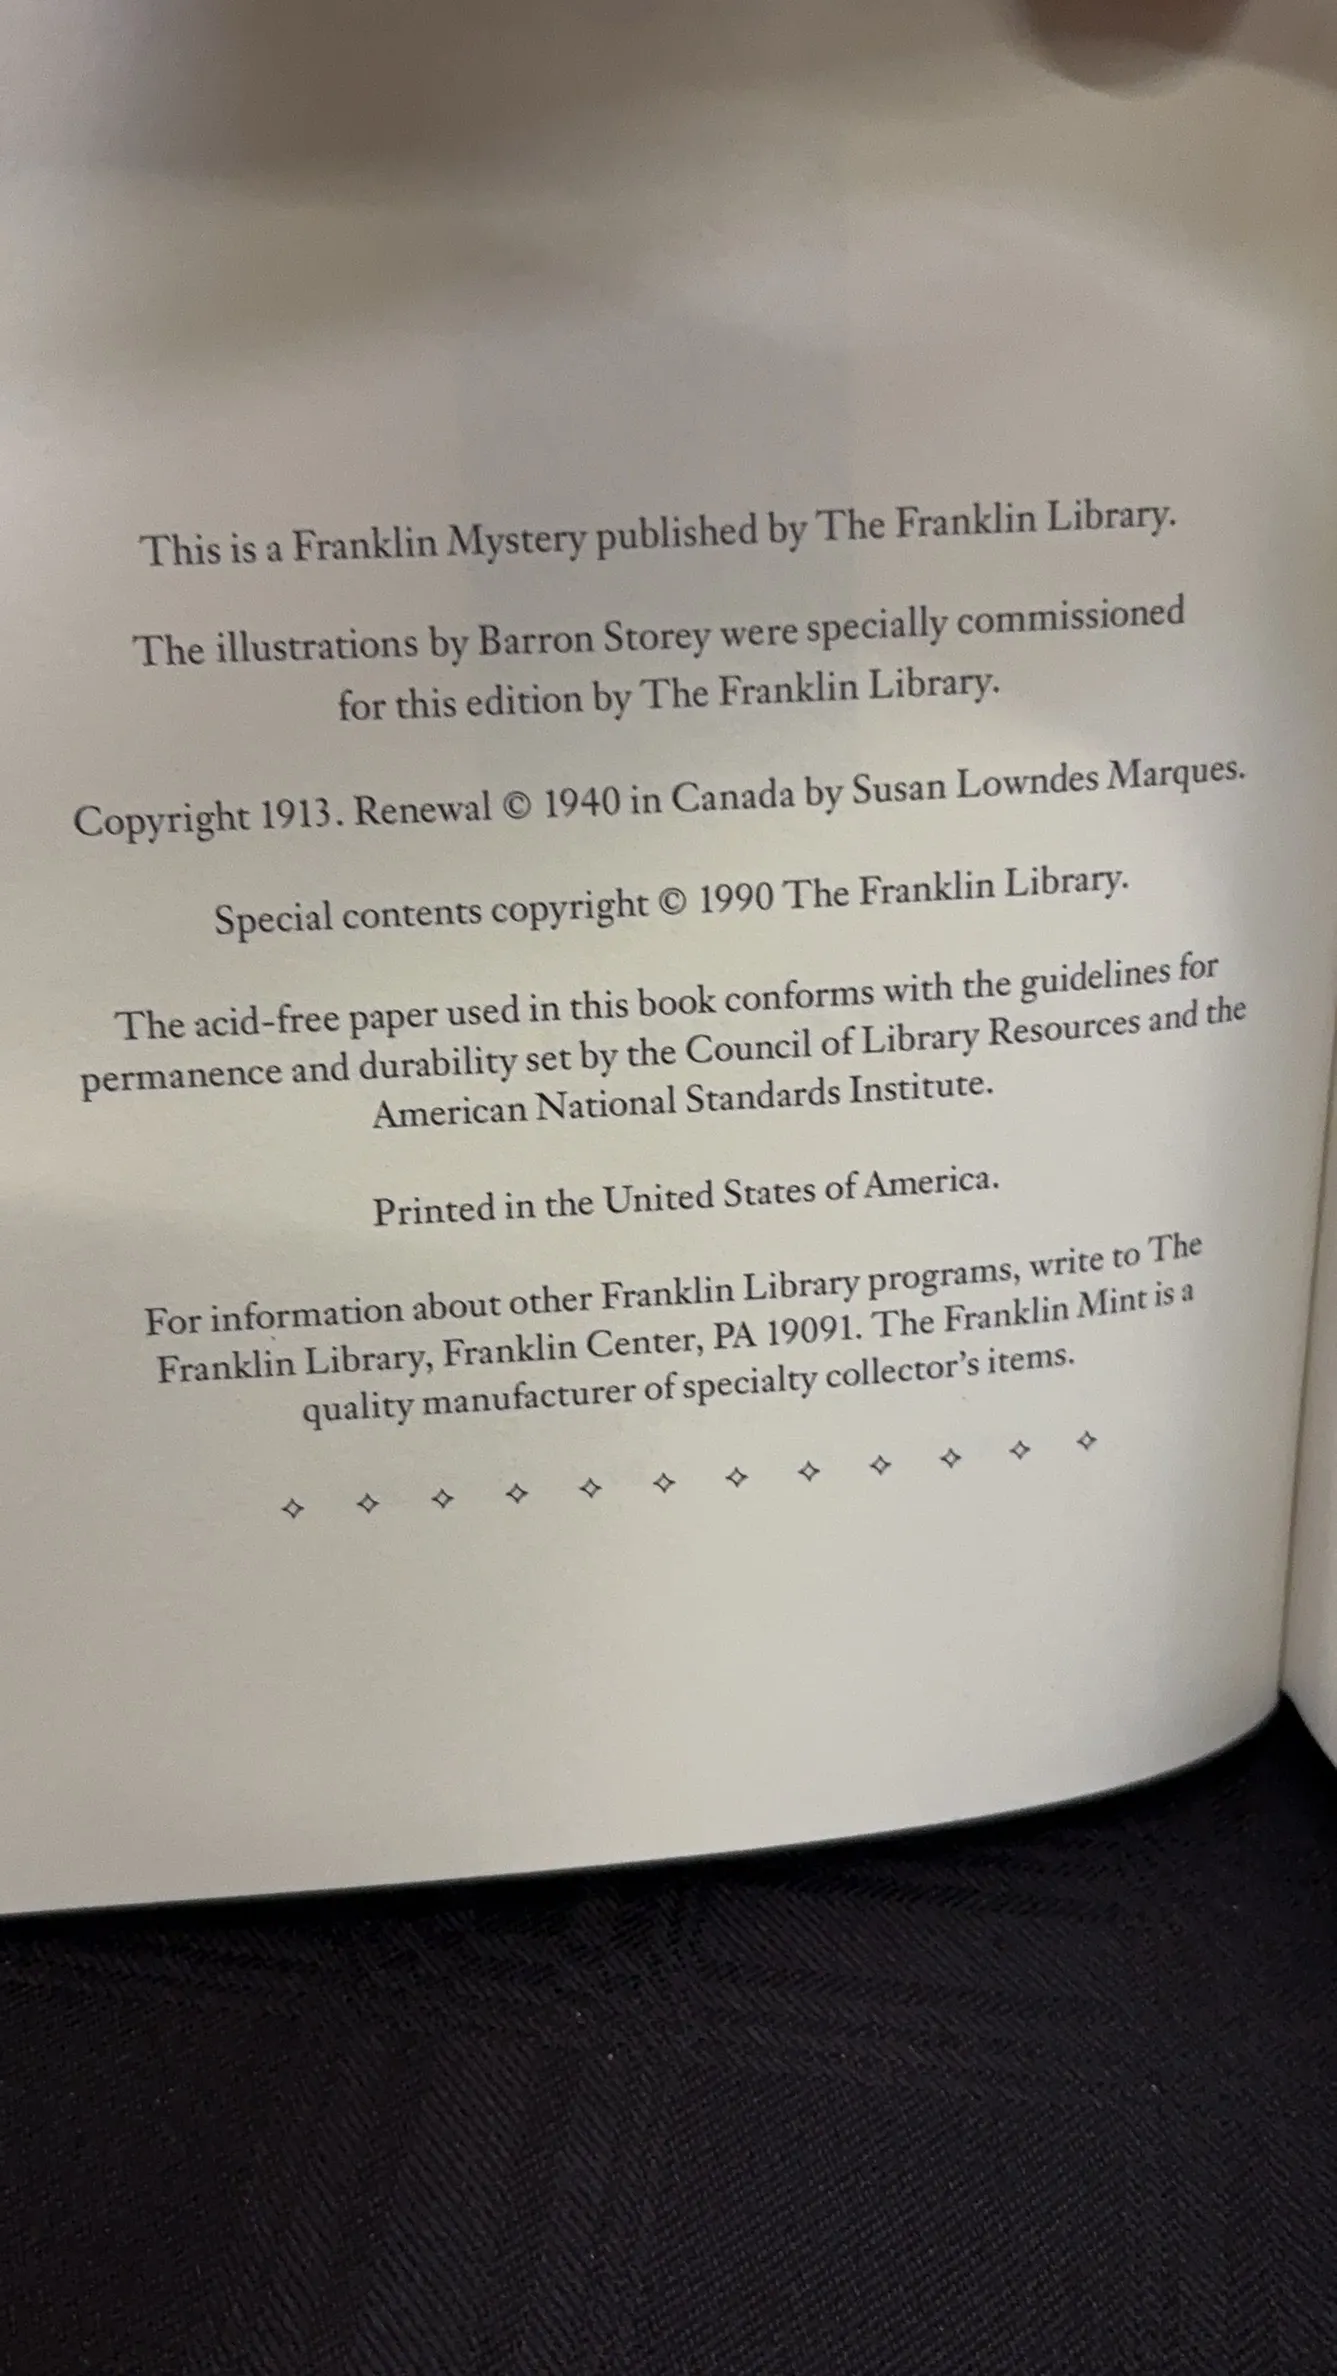 This is a Franklin Mystery published by The Franklin Library.
The illustrations by Barron Storey were specially commissioned
for this edition by The Franklin Library.
Copyright 1913. Renewal © 1940 in Canada by Susan Lowndes Marques.
Special contents copyright © 1990 The Franklin Library.
The acid-free paper used in this book conforms with the guidelines for
permanence and durability set by the Council of Library Resources and the
American National Standards Institute.
Printed in the United States of America.
For information about other Franklin Library programs, write to The
Franklin Library, Franklin Center, PA 19091. The Franklin Mint is a
quality manufacturer of specialty collector's items.